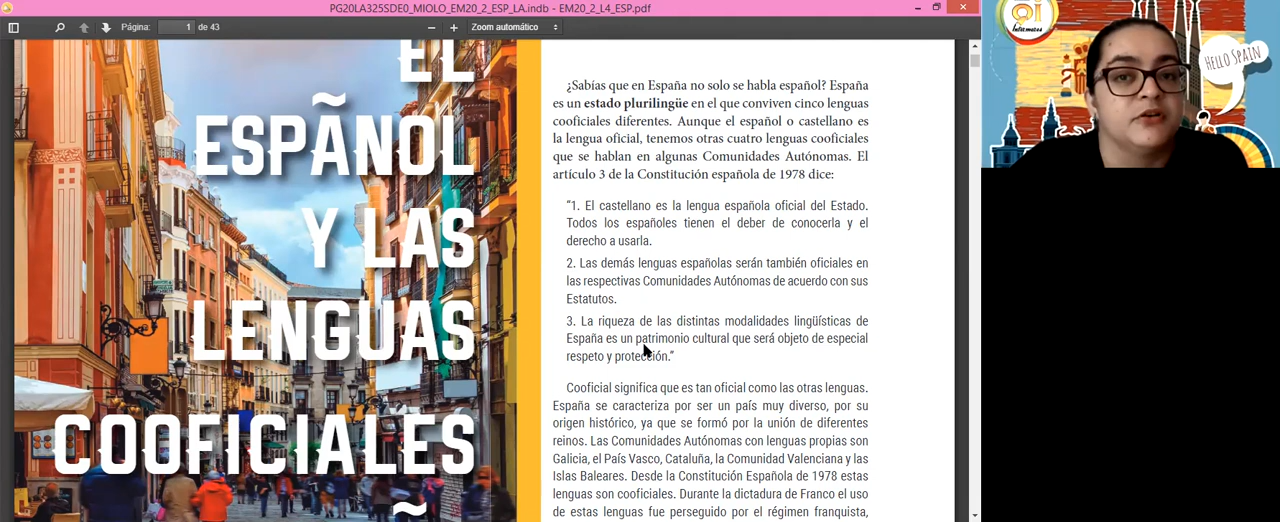 PG20LA325SDE0_MIOLO_EM20_2_ESP_LA.indb - EM20_2_L4_ESP.pdf
Página: 1 de 43
Zoom automático
EL
ESPAÑOL
Y LAS
LENGUAS
COOFICIALES
¿Sabías que en España no solo se habla español? España
es un estado plurilingüe en el que conviven cinco lenguas
cooficiales diferentes. Aunque el español o castellano es
la lengua oficial, tenemos otras cuatro lenguas cooficiales
que se hablan en algunas Comunidades Autónomas. El
artículo 3 de la Constitución española de 1978 dice:
“1. El castellano es la lengua española oficial del Estado.
Todos los españoles tienen el deber de conocerla y el
derecho a usarla.
2. Las demás lenguas españolas serán también oficiales en
las respectivas Comunidades Autónomas de acuerdo con sus
Estatutos.
3. La riqueza de las distintas modalidades lingüísticas de
España es un patrimonio cultural que será objeto de especial
respeto y protección.”
Cooficial significa que es tan oficial como las otras lenguas.
España se caracteriza por ser un país muy diverso, por su
origen histórico, ya que se formó por la unión de diferentes
reinos. Las Comunidades Autónomas con lenguas propias son
Galicia, el País Vasco, Cataluña, la Comunidad Valenciana y las
Islas Baleares. Desde la Constitución Española de 1978 estas
lenguas son cooficiales. Durante la dictadura de Franco el uso
de estas lenguas fue perseguido por el régimen franquista,
HELLO SPAIN